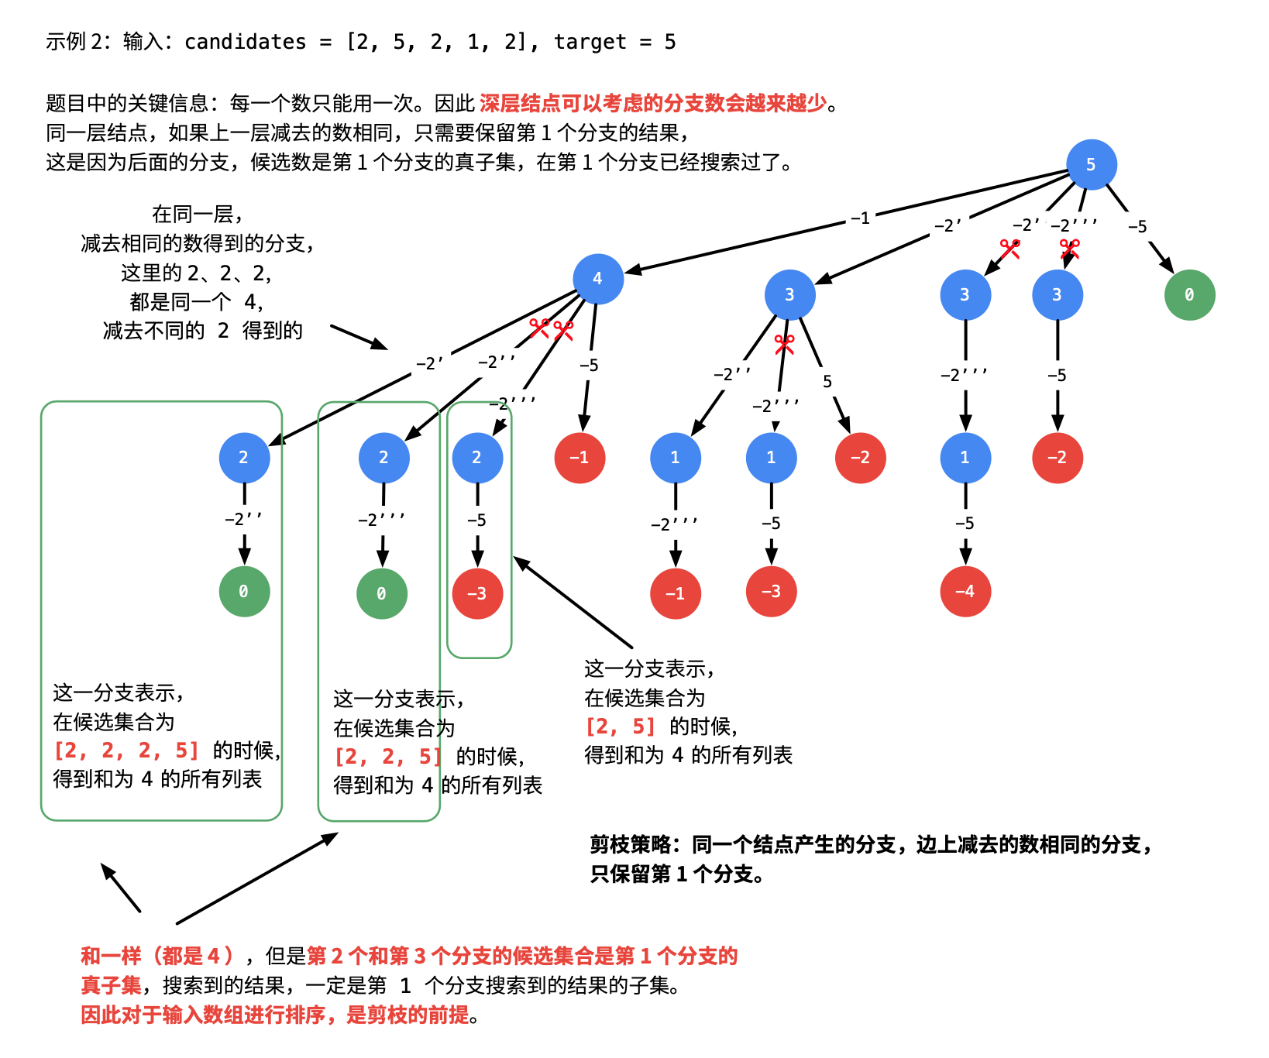 示例 2：输入：candidates = [2, 5, 2, 1, 2], target = 5
题目中的关键信息：每一个数只能用一次。因此 深层结点可以考虑的分支数会越来越少。
同一层结点，如果上一层减去的数相同，只需要保留第 1 个分支的结果，
这是因为后面的分支，候选数是第 1 个分支的真子集，在第 1 个分支已经搜索过了。
在同一层，
减去相同的数得到的分支，
这里的 2、2、2，
都是同一个 4，
减去不同的 2 得到的
5
-1
-2’
-2’’
-2’’’
-5
4
3
3
3
0
-2’
-2’’
-2’’’
-5
-2’’
-2’’’
5
-2’’’
-5
2
2
2
-1
1
1
-2
1
-2
-2’’
-2’’’
-5
-2’’’
-5
-5
0
0
-3
-1
-3
-4
这一分支表示，
在候选集合为
[2, 2, 2, 5] 的时候，
得到和为 4 的所有列表
这一分支表示，
在候选集合为
[2, 2, 5] 的时候，
得到和为 4 的所有列表
这一分支表示，
在候选集合为
[2, 5] 的时候，
得到和为 4 的所有列表
剪枝策略：同一个结点产生的分支，边上减去的数相同的分支，
只保留第 1 个分支。
和一样（都是 4 ），但是第 2 个和第 3 个分支的候选集合是第 1 个分支的
真子集，搜索到的结果，一定是第 1 个分支搜索到的结果的子集。
因此对于输入数组进行排序，是剪枝的前提。